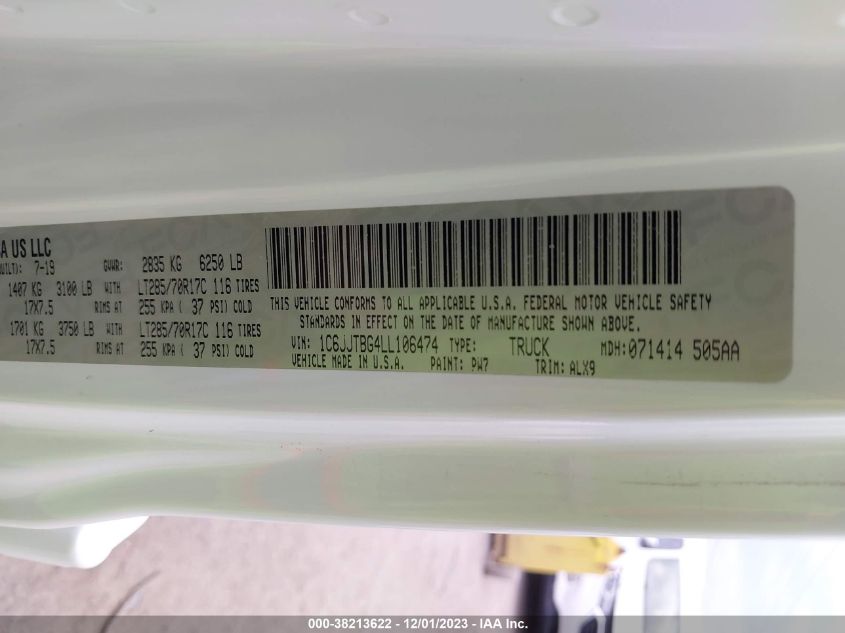 A US LLC
UILT): 7-19 GVWR: 2835 KG 6250 LB
1407 KG 3100 LB WITH LT285/70R17C 116 TIRES
17X7.5 RIMS AT 255 KPA ( 37 PSI) COLD
1701 KG 3750 LB WITH LT285/70R17C 116 TIRES
17X7.5 RIMS AT 255 KPA ( 37 PSI) COLD
THIS VEHICLE CONFORMS TO ALL APPLICABLE U.S.A. FEDERAL MOTOR VEHICLE SAFETY
STANDARDS IN EFFECT ON THE DATE OF MANUFACTURE SHOWN ABOVE.
VIN: 1C6JJTBG4LL106474 TYPE: TRUCK MDH: 071414 505AA
VEHICLE MADE IN U.S.A. PAINT: PW7 TRIM: ALX9
000-38213622 - 12/01/2023 - IAA Inc.